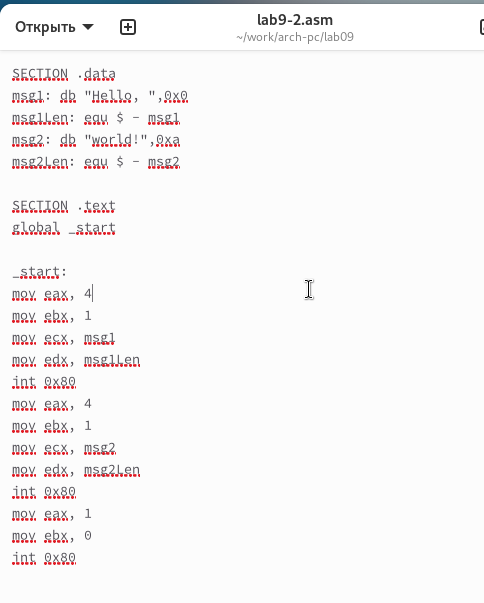 Открыть
lab9-2.asm
~/work/arch-pc/lab09
SECTION .data
msg1: db "Hello, ",0x0
msg1Len: equ $ - msg1
msg2: db "world!",0xa
msg2Len: equ $ - msg2
SECTION .text
global _start
_start:
mov eax, 4
mov ebx, 1
mov ecx, msg1
mov edx, msg1Len
int 0x80
mov eax, 4
mov ebx, 1
mov ecx, msg2
mov edx, msg2Len
int 0x80
mov eax, 1
mov ebx, 0
int 0x80